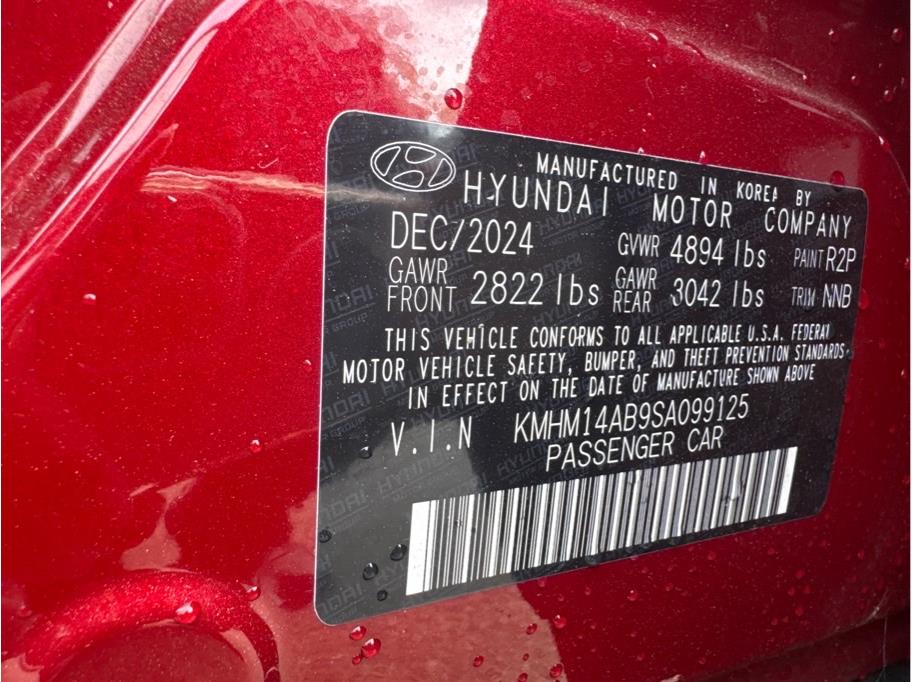 MANUFACTURED IN KOREA BY
HYUNDAI MOTOR COMPANY
DEC/2024 GVWR 4894 lbs PAINT R2P
GAWR FRONT 2822 lbs GAWR REAR 3042 lbs TRIM NNB
THIS VEHICLE CONFORMS TO ALL APPLICABLE U.S.A. FEDERAL
MOTOR VEHICLE SAFETY, BUMPER, AND THEFT PREVENTION STANDARDS
IN EFFECT ON THE DATE OF MANUFACTURE SHOWN ABOVE
V.I.N KMHM14AB9SA099125
PASSENGER CAR